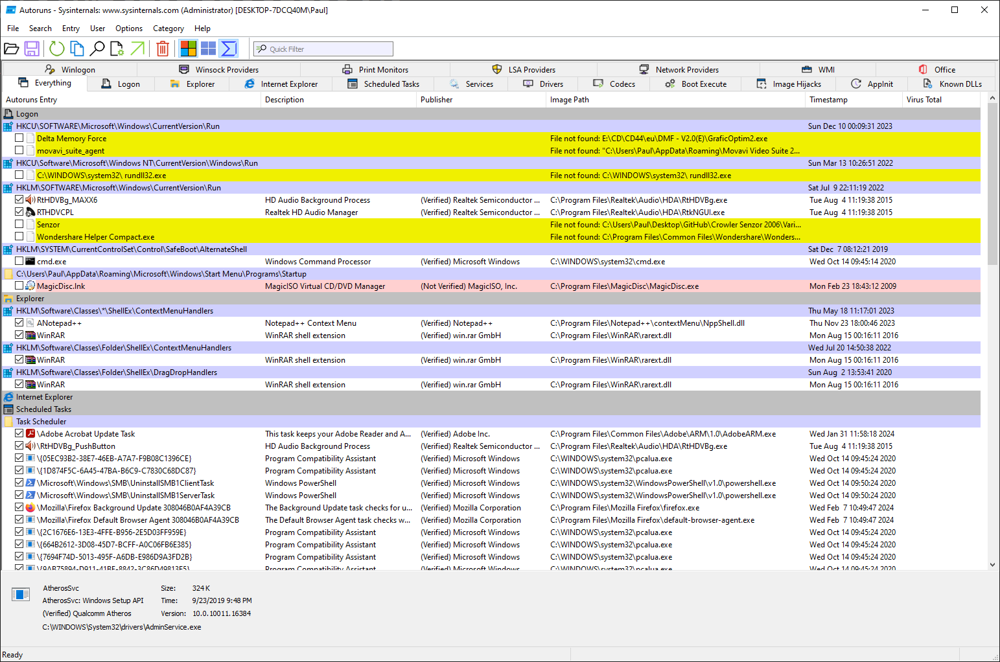 Autoruns - Sysinternals: www.sysinternals.com (Administrator) [DESKTOP-7DCQ40M\Paul]
File Search Entry User Options Category Help
Quick Filter
Winlogon Winsock Providers Print Monitors LSA Providers Network Providers WMI Office
Everything Logon Explorer Internet Explorer Scheduled Tasks Services Drivers Codecs Boot Execute Image Hijacks AppInit Known DLLs
Autoruns Entry Description Publisher Image Path Timestamp Virus Total
Logon
HKCU\SOFTWARE\Microsoft\Windows\CurrentVersion\Run Sun Dec 10 00:09:31 2023
Delta Memory Force File not found: E:\CD\CD44\eu\DMF - V2.0(E)\GraficOptim2.exe
movavi_suite_agent File not found: "C:\Users\Paul\AppData\Roaming\Movavi Video Suite 2...
HKCU\Software\Microsoft\Windows NT\CurrentVersion\Windows\Run Sun Mar 13 10:26:51 2022
C:\WINDOWS\system32\ rundll32.exe File not found: C:\WINDOWS\system32\ rundll32.exe
HKLM\SOFTWARE\Microsoft\Windows\CurrentVersion\Run Sat Jul 9 22:11:19 2022
RtHDVBg_MAXX6 HD Audio Background Process (Verified) Realtek Semiconductor ... C:\Program Files\Realtek\Audio\HDA\RtHDVBg.exe Tue Aug 4 11:19:38 2015
RTHDVCPL Realtek HD Audio Manager (Verified) Realtek Semiconductor ... C:\Program Files\Realtek\Audio\HDA\RtkNGUI.exe Tue Aug 4 11:19:38 2015
Senzor File not found: C:\Users\Paul\Desktop\GitHub\Crowler Senzor 2006\Vari...
Wondershare Helper Compact.exe File not found: C:\Program Files\Common Files\Wondershare\Wonders...
HKLM\SYSTEM\CurrentControlSet\Control\SafeBoot\AlternateShell Sat Dec 7 08:12:21 2019
cmd.exe Windows Command Processor (Verified) Microsoft Windows C:\WINDOWS\system32\cmd.exe Wed Oct 14 09:45:14 2020
C:\Users\Paul\AppData\Roaming\Microsoft\Windows\Start Menu\Programs\Startup
MagicDisc.lnk MagicISO Virtual CD/DVD Manager (Not Verified) MagicISO, Inc. C:\Program Files\MagicDisc\MagicDisc.exe Mon Feb 23 18:43:12 2009
Explorer
HKLM\Software\Classes\*\ShellEx\ContextMenuHandlers Thu May 18 11:17:01 2023
ANotepad++ Notepad++ Context Menu (Verified) Notepad++ C:\Program Files\Notepad++\contextMenu\NppShell.dll Thu Nov 23 18:00:46 2023
WinRAR WinRAR shell extension (Verified) win.rar GmbH C:\Program Files\WinRAR\rarext.dll Mon Aug 15 00:16:11 2016
HKLM\Software\Classes\Folder\ShellEx\ContextMenuHandlers Wed Jul 20 14:50:38 2022
WinRAR WinRAR shell extension (Verified) win.rar GmbH C:\Program Files\WinRAR\rarext.dll Mon Aug 15 00:16:11 2016
HKLM\Software\Classes\Folder\ShellEx\DragDropHandlers Sun Aug 2 13:53:41 2020
WinRAR WinRAR shell extension (Verified) win.rar GmbH C:\Program Files\WinRAR\rarext.dll Mon Aug 15 00:16:11 2016
Internet Explorer
Scheduled Tasks
Task Scheduler
\Adobe Acrobat Update Task This task keeps your Adobe Reader and A... (Verified) Adobe Inc. C:\Program Files\Common Files\Adobe\ARM\1.0\AdobeARM.exe Wed Jan 31 11:58:18 2024
\RtHDVBg_PushButton HD Audio Background Process (Verified) Realtek Semiconductor ... C:\Program Files\Realtek\Audio\HDA\RtHDVBg.exe Tue Aug 4 11:19:38 2015
\{05EC93B2-38E7-46EB-A7A7-F9B08C1396CE} Program Compatibility Assistant (Verified) Microsoft Windows C:\WINDOWS\system32\pcalua.exe Wed Oct 14 09:45:24 2020
\{1D874F5C-6A45-47BA-B6C9-C7830C68DC87} Program Compatibility Assistant (Verified) Microsoft Windows C:\WINDOWS\system32\pcalua.exe Wed Oct 14 09:45:24 2020
\Microsoft\Windows\SMB\UninstallSMB1ClientTask Windows PowerShell (Verified) Microsoft Windows C:\WINDOWS\system32\WindowsPowerShell\v1.0\powershell.exe Wed Oct 14 09:50:24 2020
\Microsoft\Windows\SMB\UninstallSMB1ServerTask Windows PowerShell (Verified) Microsoft Windows C:\WINDOWS\system32\WindowsPowerShell\v1.0\powershell.exe Wed Oct 14 09:50:24 2020
\Mozilla\Firefox Background Update 308046B0AF4A39CB The Background Update task checks for u... (Verified) Mozilla Corporation C:\Program Files\Mozilla Firefox\firefox.exe Wed Feb 7 10:49:47 2024
\Mozilla\Firefox Default Browser Agent 308046B0AF4A39CB The Default Browser Agent task checks w... (Verified) Mozilla Corporation C:\Program Files\Mozilla Firefox\default-browser-agent.exe Wed Feb 7 10:49:47 2024
\{2C1676E6-13E3-4FFE-B956-2E5D03FF959E} Program Compatibility Assistant (Verified) Microsoft Windows C:\WINDOWS\system32\pcalua.exe Wed Oct 14 09:45:24 2020
\{664B2612-3D08-45D7-BCFF-A0C06FB6E385} Program Compatibility Assistant (Verified) Microsoft Windows C:\WINDOWS\system32\pcalua.exe Wed Oct 14 09:45:24 2020
\{7694F74D-5013-495F-A6DB-E986D9A3FD2B} Program Compatibility Assistant (Verified) Microsoft Windows C:\WINDOWS\system32\pcalua.exe Wed Oct 14 09:45:24 2020
\{9AB75894-D911-41BF-8842-3C86D49813F5} Program Compatibility Assistant (Verified) Microsoft Windows C:\WINDOWS\system32\pcalua.exe Wed Oct 14 09:45:24 2020
AtherosSvc Size: 324 K
AtherosSvc: Windows Setup API Time: 9/23/2019 9:48 PM
(Verified) Qualcomm Atheros Version: 10.0.10011.16384
C:\WINDOWS\System32\drivers\AdminService.exe
Ready